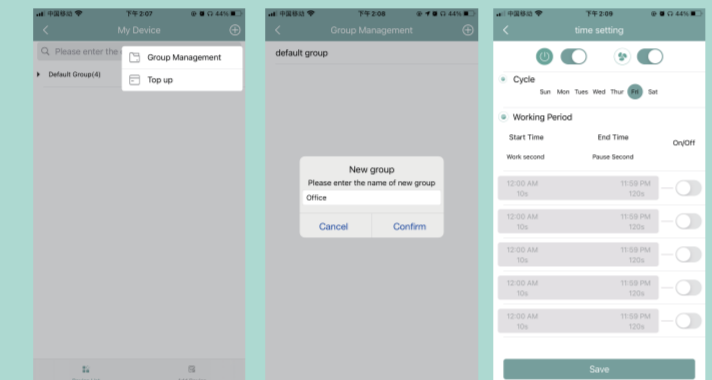 中国移动 下午2:07 44%
My Device
Please enter the
Group Management
Default Group(4)
Top up
中国移动 下午2:08 44%
Group Management
default group
New group
Please enter the name of new group
Office
Cancel Confirm
中国移动 下午2:09 44%
time setting
Cycle
Sun Mon Tues Wed Thur Fri Sat
Working Period
Start Time End Time On/Off
Work second Pause Second
12:00 AM 11:59 PM
10s 120s
12:00 AM 11:59 PM
10s 120s
12:00 AM 11:59 PM
10s 120s
12:00 AM 11:59 PM
10s 120s
12:00 AM 11:59 PM
10s 120s
Save